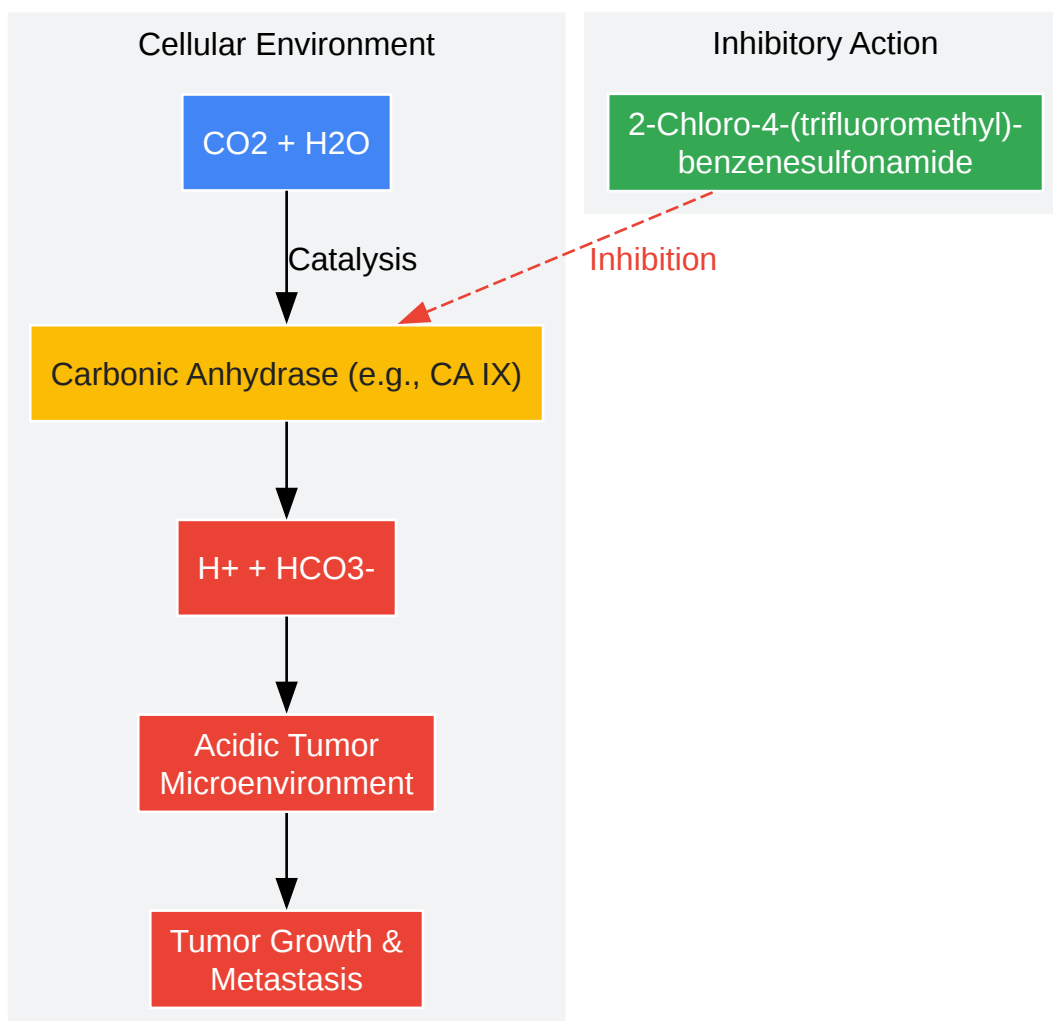 Cellular Environment
Inhibitory Action
CO2 + H2O
2-Chloro-4-(trifluoromethyl)-
benzenesulfonamide
Catalysis
Inhibition
Carbonic Anhydrase (e.g., CA IX)
H+ + HCO3-
Acidic Tumor
Microenvironment
Tumor Growth &
Metastasis